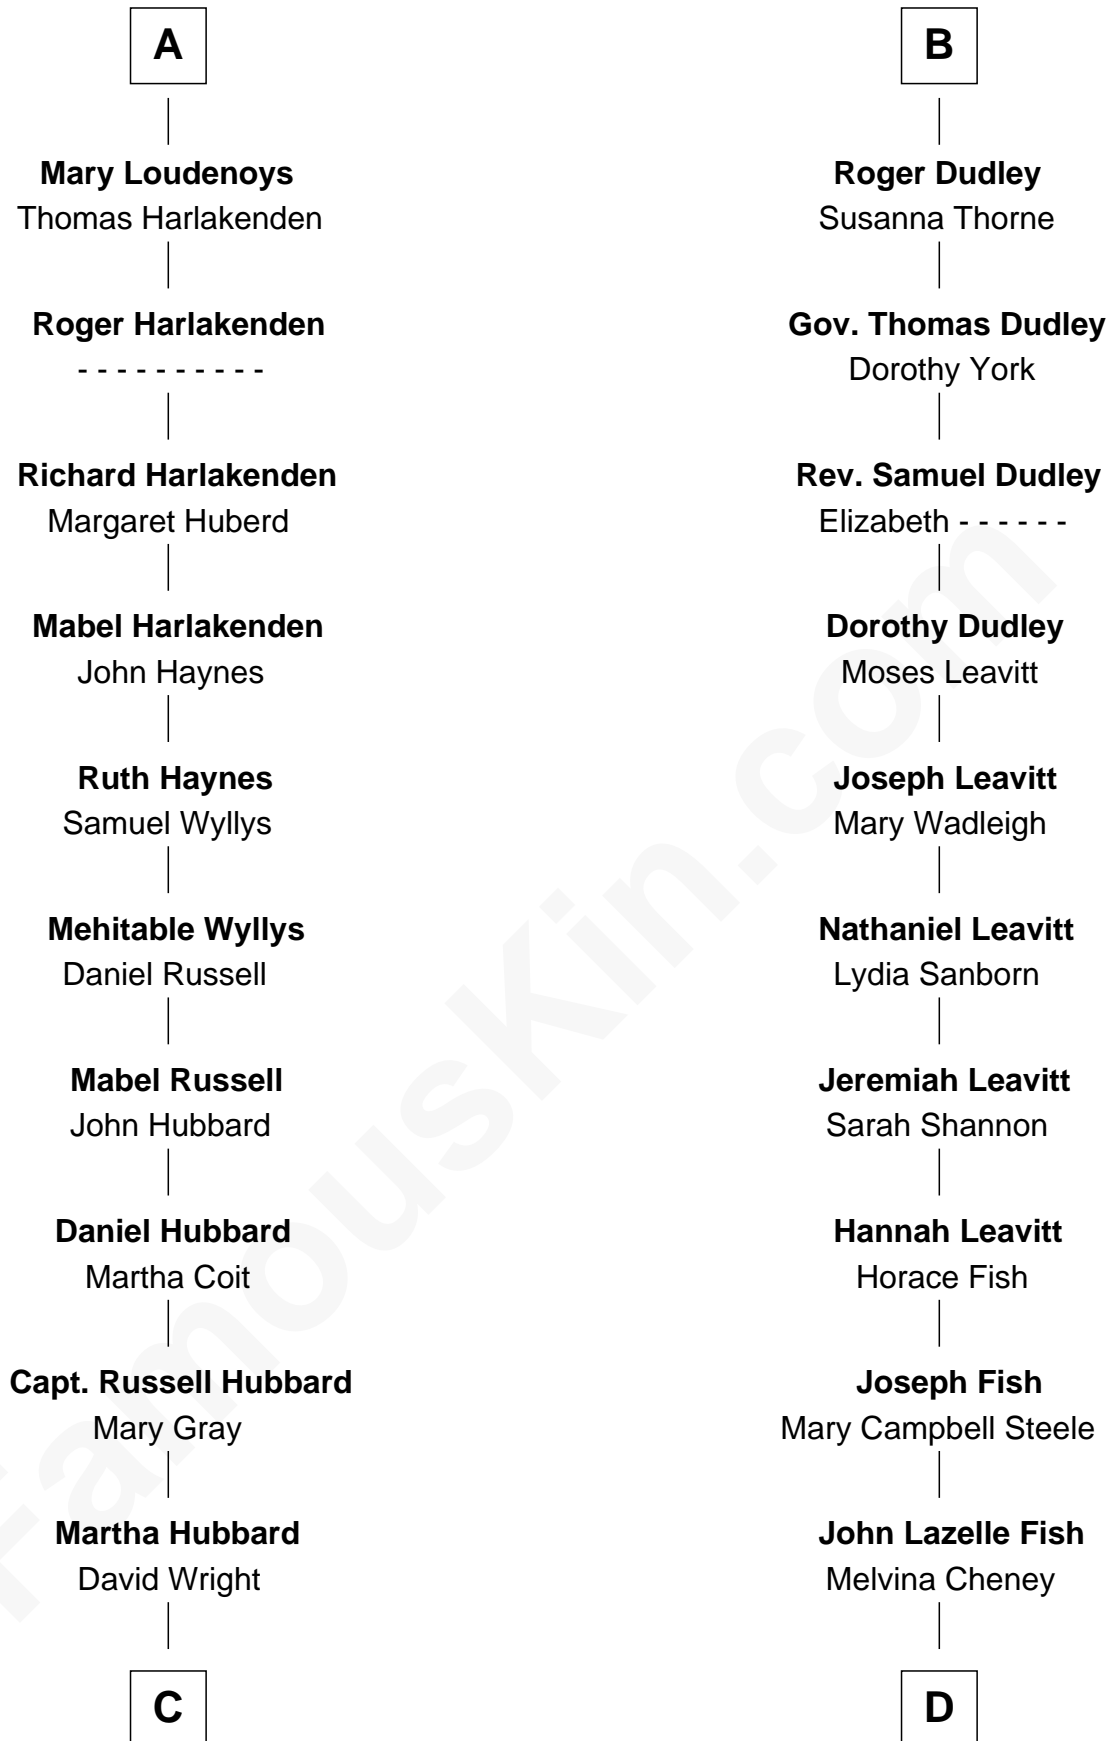 A
Mary Loudenoys
Thomas Harlakenden
Roger Harlakenden
- - - - - - - - - -
Richard Harlakenden
Margaret Huberd
Mabel Harlakenden
John Haynes
Ruth Haynes
Samuel Wyllys
Mehitable Wyllys
Daniel Russell
Mabel Russell
John Hubbard
Daniel Hubbard
Martha Coit
Capt. Russell Hubbard
Mary Gray
Martha Hubbard
David Wright
C
B
Roger Dudley
Susanna Thorne
Gov. Thomas Dudley
Dorothy York
Rev. Samuel Dudley
Elizabeth - - - - - -
Dorothy Dudley
Moses Leavitt
Joseph Leavitt
Mary Wadleigh
Nathaniel Leavitt
Lydia Sanborn
Jeremiah Leavitt
Sarah Shannon
Hannah Leavitt
Horace Fish
Joseph Fish
Mary Campbell Steele
John Lazelle Fish
Melvina Cheney
D
FamousKin.com